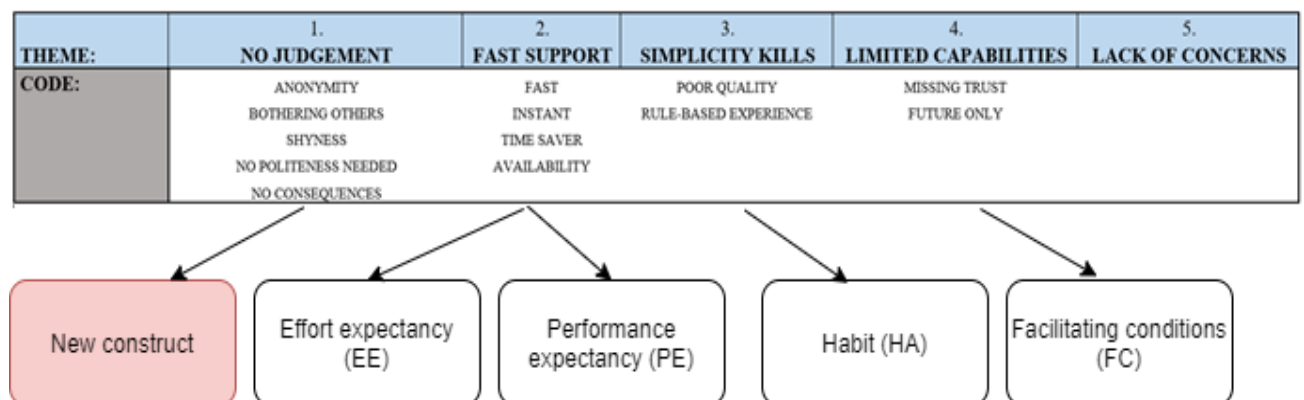 THEME:
1.
NO JUDGEMENT
2.
FAST SUPPORT
3.
SIMPLICITY KILLS
4.
LIMITED CAPABILITIES
5.
LACK OF CONCERNS
CODE:
ANONYMITY
BOTHERING OTHERS
SHYNESS
NO POLITENESS NEEDED
NO CONSEQUENCES
FAST
INSTANT
TIME SAVER
AVAILABILITY
POOR QUALITY
RULE-BASED EXPERIENCE
MISSING TRUST
FUTURE ONLY
New construct
Effort expectancy
(EE)
Performance
expectancy (PE)
Habit (HA)
Facilitating conditions
(FC)